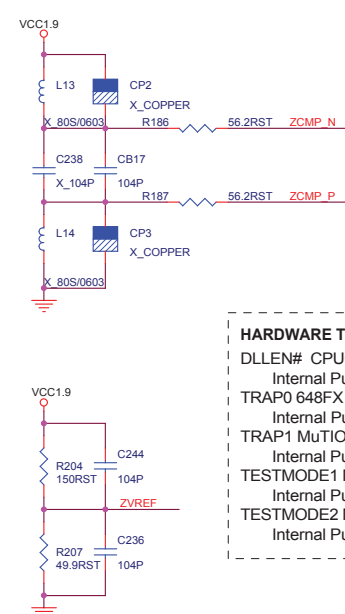 VCC1.9
L13
CP2
X_COPPER
X_80S/0603
R186
56.2RST
ZCMP_N
C238
CB17
X_104P
104P
R187
56.2RST
ZCMP_P
L14
CP3
X_COPPER
X_80S/0603
HARDWARE T
DLLEN# CPU
Internal Pu
TRAP0 648FX
Internal Pu
TRAP1 MuTIO
Internal Pu
TESTMODE1
Internal Pu
TESTMODE2
Internal Pu
VCC1.9
R204
150RST
C244
104P
ZVREF
R207
49.9RST
C236
104P